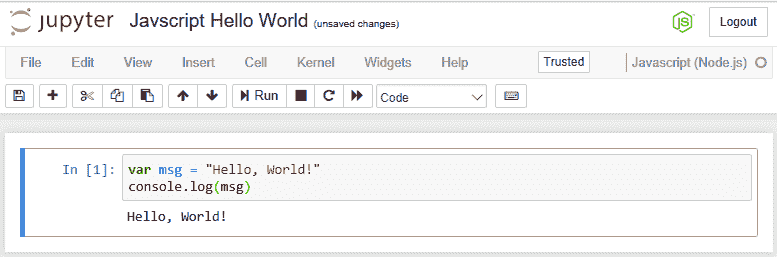 jupyter Javscript Hello World (unsaved changes) JS Logout
File Edit View Insert Cell Kernel Widgets Help Trusted Javascript (Node.js)
Run Code
In [1]: var msg = "Hello, World!"
console.log(msg)
Hello, World!